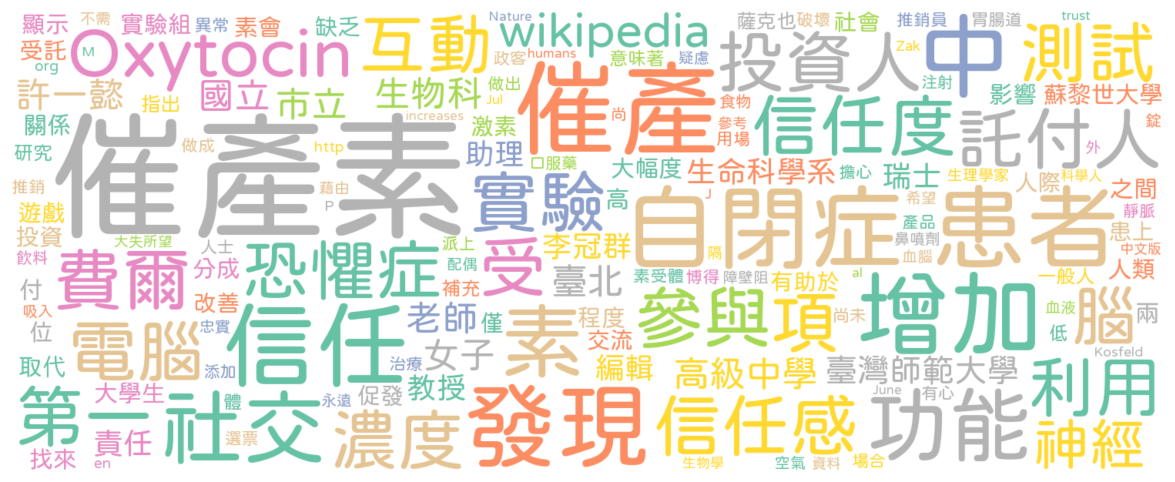 顯示 不需 實驗組 異常 素會 缺乏 互動 Nature wikipedia 薩克也 破壞 社會 推銷員 胃腸道 trust
受託 M Oxytocin humans 政客 意味著 疑慮 投資人 Zak 中 測試
org 國立 市立 生物科 做出 Jul 催產 食物 注射 影響 蘇黎世大學
許一懿 指出 increases 激素 尚 參考 用場 信任度 託付人 錠 外
關係 催產素 做成 http 助理 口服藥 大幅度 生命科學系 擔心 瑞士 生理學家 科學人
研究 藉由 P 實驗 高 J 希望 人際 之間
推銷 自閉症 患者 產品 靜脈
遊戲 投資 大失所望 人士 恐懼症 派上 配偶 受 李冠群 隔 鼻噴劑 血腦 患上 中文版
飲料 費爾 分成 補充 臺北 素受體 博得 障壁阻 有助於 al 一般人 人類
付 吸入 改善 信任 老師 僅 程度 參與 項 尚未 增加 血液 腦 兩
位 電腦 忠實 女子 素 交流 低 Kosfeld
取代 添加 治療 教授 編輯 高級中學 臺灣師範大學 利用
大學生 體 永遠 促發 June 有心
第一 社交 責任 選票 濃度 發現 信任感 功能 神經
找來 en 生物學 空氣 資料 場合